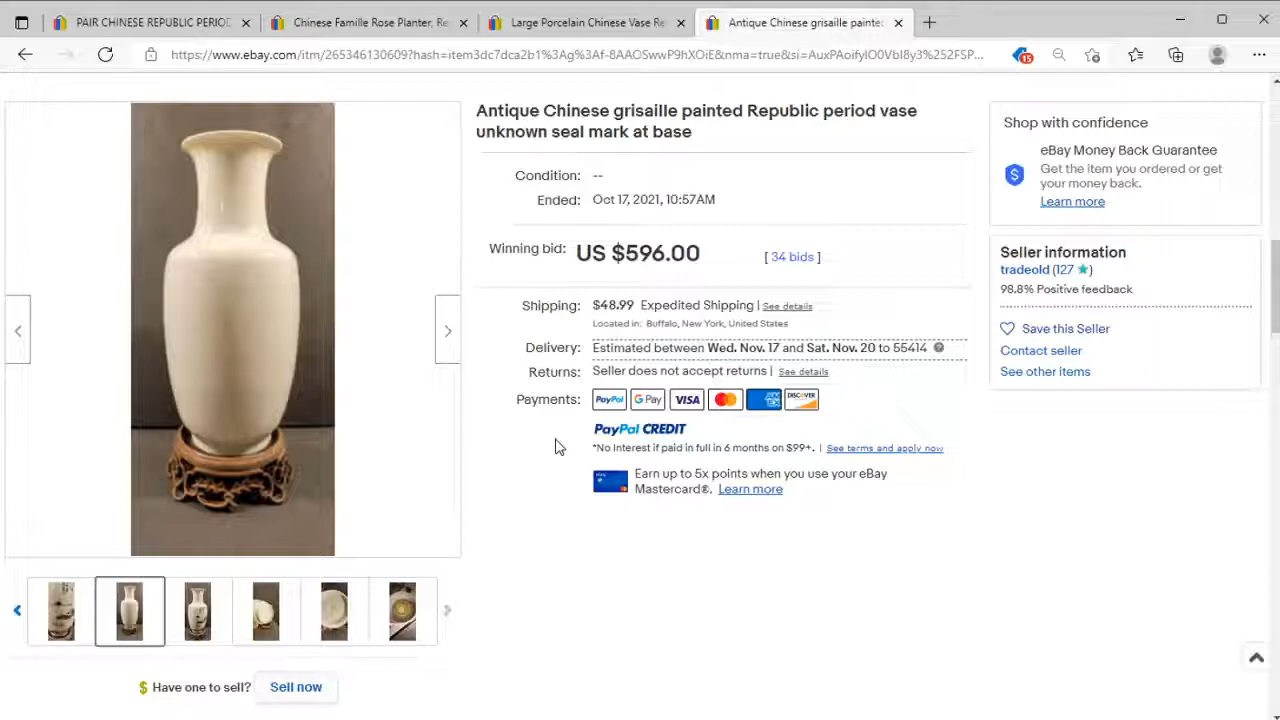 PAIR CHINESE REPUBLIC PERIOD
Chinese Famille Rose Planter, Re
Large Porcelain Chinese Vase Re
Antique Chinese grisaille painte
https://www.ebay.com/itm/265346130609?hash=item3dc7dca2b1%3Ag%3Af-8AAOSwwP9hXOiE&nma=true&si=AuxPAoifylO0Vbl8y3%252FSP...
15
Antique Chinese grisaille painted Republic period vase
unknown seal mark at base
Condition: --
Ended: Oct 17, 2021, 10:57AM
Winning bid: US $596.00 [ 34 bids ]
Shipping: $48.99 Expedited Shipping | See details
Located in: Buffalo, New York, United States
Delivery: Estimated between Wed. Nov. 17 and Sat. Nov. 20 to 55414
Returns: Seller does not accept returns | See details
Payments: PayPal G Pay VISA DISCOVER
PayPal CREDIT
*No Interest if paid in full in 6 months on $99+. | See terms and apply now
Earn up to 5x points when you use your eBay
Mastercard®. Learn more
Shop with confidence
eBay Money Back Guarantee
Get the item you ordered or get
your money back.
Learn more
Seller information
tradeold (127 ★)
98.8% Positive feedback
Save this Seller
Contact seller
See other items
$ Have one to sell? Sell now